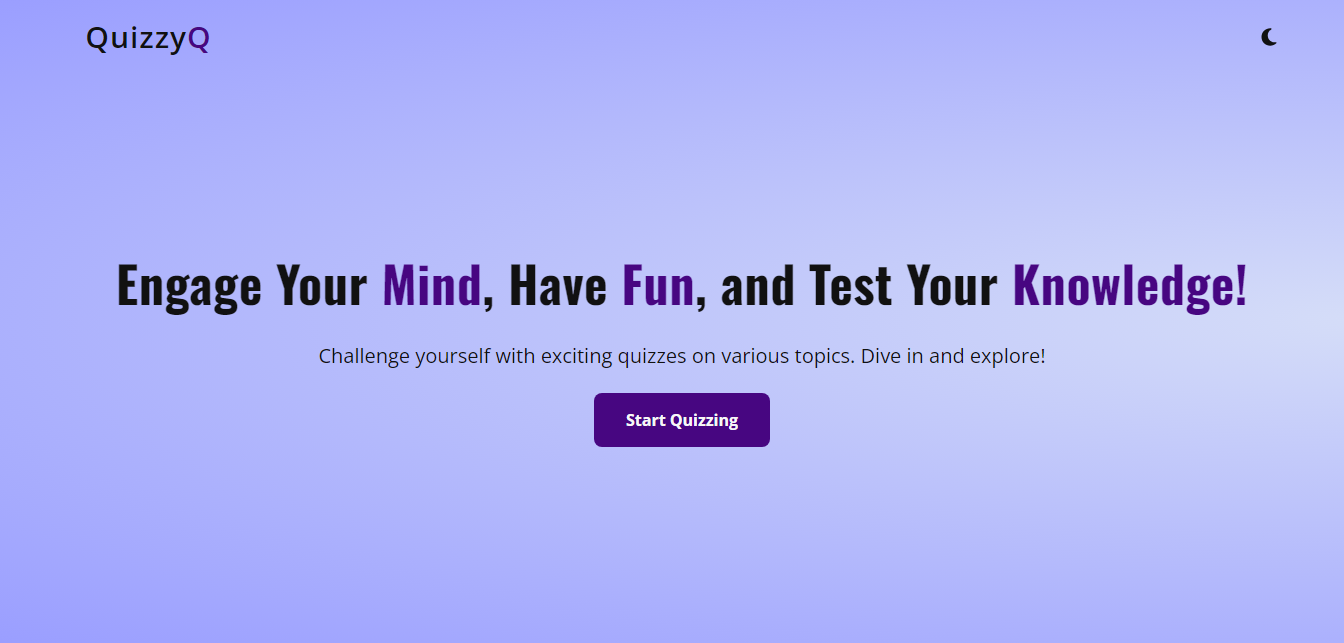 QuizzyQ
Engage Your Mind, Have Fun, and Test Your Knowledge!
Challenge yourself with exciting quizzes on various topics. Dive in and explore!
Start Quizzing